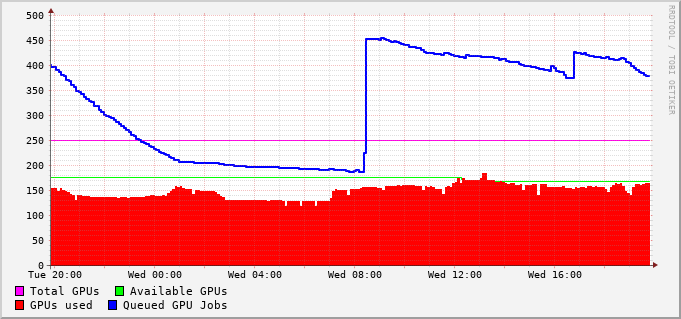 500
450
400
350
300
250
200
150
100
50
0
Tue 20:00 Wed 00:00 Wed 04:00 Wed 08:00 Wed 12:00 Wed 16:00
Total GPUs Available GPUs
GPUs used Queued GPU Jobs
RRDTOOL / TOBI OETIKER